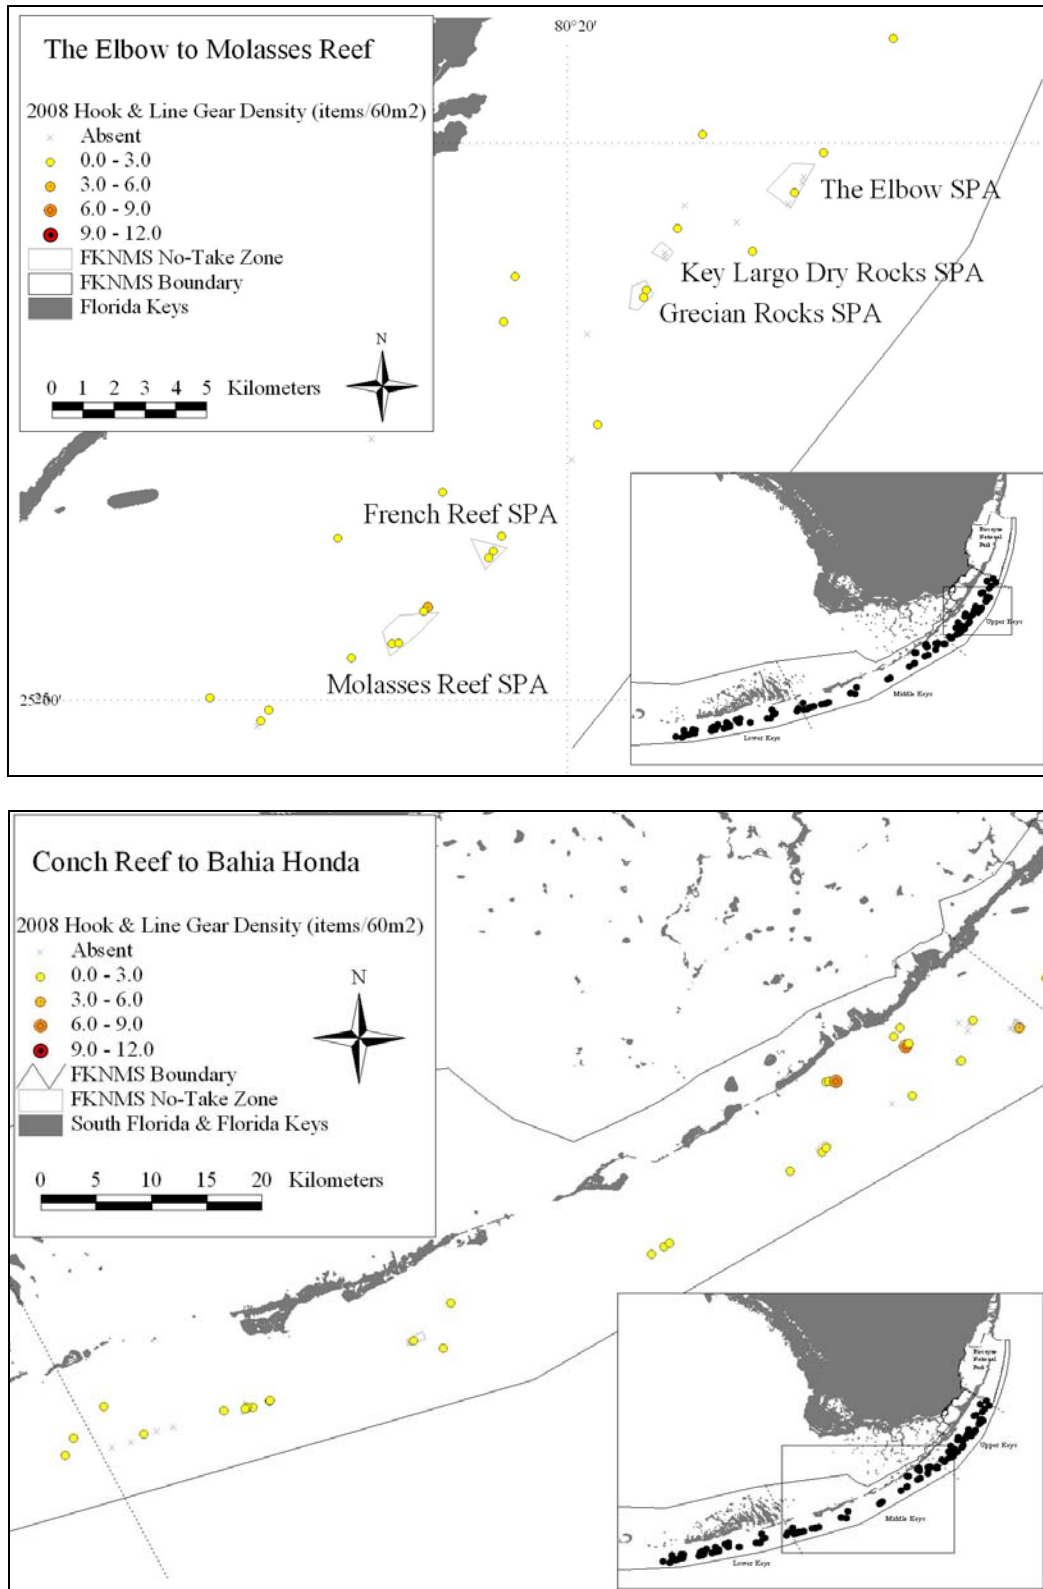 The Elbow to Molasses Reef
2008 Hook & Line Gear Density (items/60m2)
Absent
0.0 - 3.0
3.0 - 6.0
6.0 - 9.0
9.0 - 12.0
FKNMS No-Take Zone
FKNMS Boundary
Florida Keys
N
0 1 2 3 4 5 Kilometers
80°20'
The Elbow SPA
Key Largo Dry Rocks SPA
Grecian Rocks SPA
French Reef SPA
Molasses Reef SPA
Biscayne
National
Park
Upper Keys
Middle Keys
Lower Keys
Conch Reef to Bahia Honda
2008 Hook & Line Gear Density (items/60m2)
Absent
0.0 - 3.0
3.0 - 6.0
6.0 - 9.0
9.0 - 12.0
FKNMS Boundary
FKNMS No-Take Zone
South Florida & Florida Keys
N
0 5 10 15 20 Kilometers
Biscayne
National
Park
Upper Keys
Middle Keys
Lower Keys